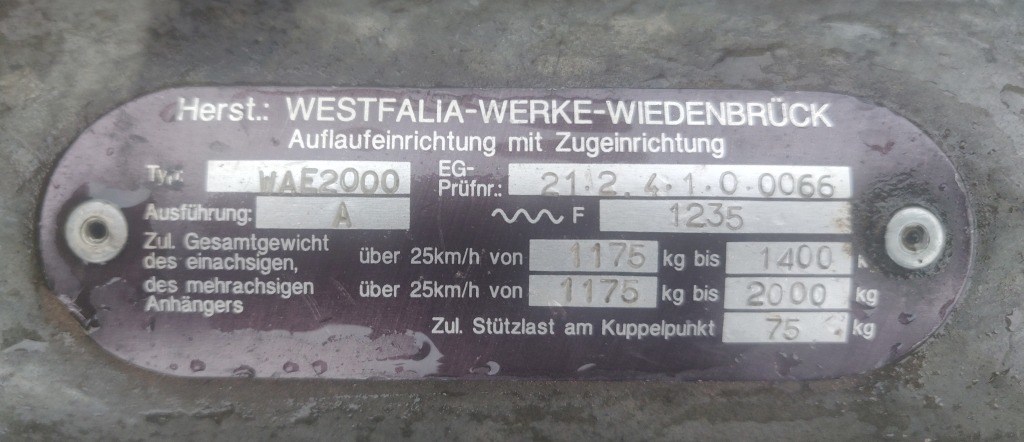 Herst.: WESTFALIA-WERKE-WIEDENBRÜCK
Auflaufeinrichtung mit Zugeinrichtung
Typ: WAE2000 EG-Prüfnr.: 21.2.4.1.0.0066
Ausführung: A F 1235
Zul. Gesamtgewicht
des einachsigen, über 25km/h von 1175 kg bis 1400 kg
des mehrachsigen über 25km/h von 1175 kg bis 2000 kg
Anhängers
Zul. Stützlast am Kuppelpunkt 75 kg